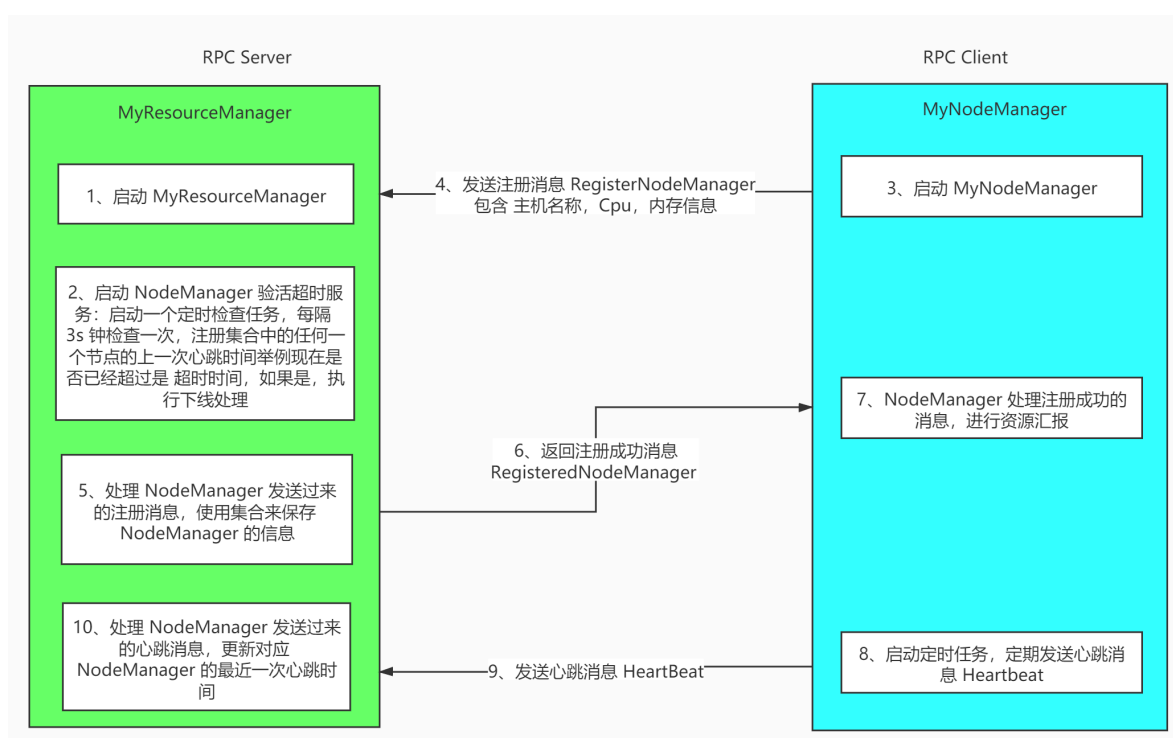 RPC Server
RPC Client
MyResourceManager
MyNodeManager
1、启动 MyResourceManager
4、发送注册消息 RegisterNodeManager
包含 主机名称，Cpu，内存信息
3、启动 MyNodeManager
2、启动 NodeManager 验活超时服
务：启动一个定时检查任务，每隔
3s 钟检查一次，注册集合中的任何一
个节点的上一次心跳时间举例现在是
否已经超过是 超时时间，如果是，执
行下线处理
7、NodeManager 处理注册成功的
消息，进行资源汇报
6、返回注册成功消息
RegisteredNodeManager
5、处理 NodeManager 发送过来
的注册消息，使用集合来保存
NodeManager 的信息
10、处理 NodeManager 发送过来
的心跳消息，更新对应
NodeManager 的最近一次心跳时
间
9、发送心跳消息 HeartBeat
8、启动定时任务，定期发送心跳消
息 Heartbeat